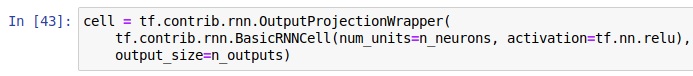 In [43]: cell = tf.contrib.rnn.OutputProjectionWrapper(
tf.contrib.rnn.BasicRNNCell(num_units=n_neurons, activation=tf.nn.relu),
output_size=n_outputs)